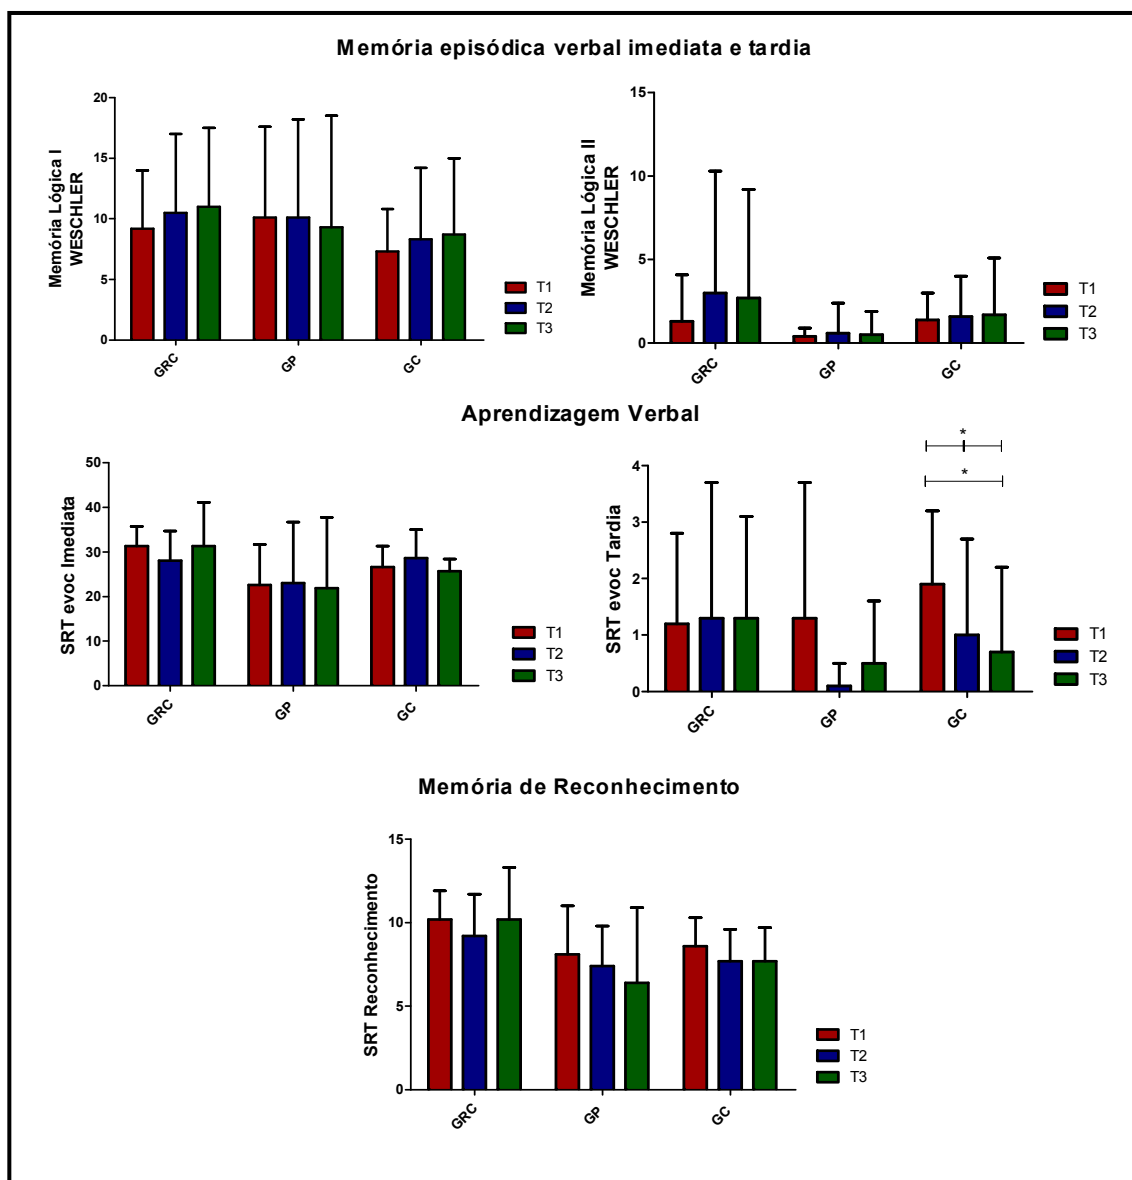 Memória episódica verbal imediata e tardia
Memória Lógica I
WESCHLER
20
15
10
5
0
GRC
GP
GC
T1
T2
T3
Memória Lógica II
WESCHLER
15
10
5
0
GRC
GP
GC
T1
T2
T3
Aprendizagem Verbal
SRT evoc Imediata
50
40
30
20
10
0
GRC
GP
GC
T1
T2
T3
SRT evoc Tardia
4
3
2
1
0
*
*
GRC
GP
GC
T1
T2
T3
Memória de Reconhecimento
SRT Reconhecimento
15
10
5
0
GRC
GP
GC
T1
T2
T3